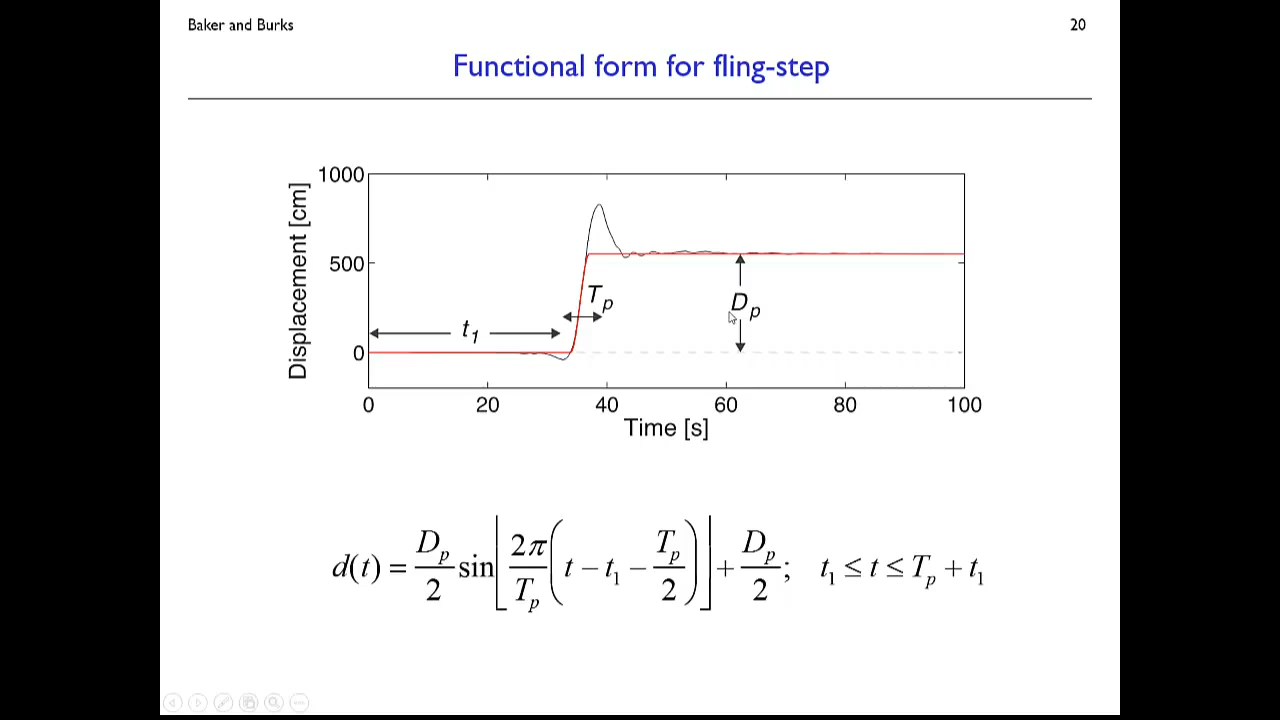 Baker and Burks 20
Functional form for fling-step
Displacement [cm]
1000
500
0
T_p
D_p
t_1
0 20 40 60 80 100
Time [s]
d(t) = D_p/2 sin⌊2π/T_p (t − t_1 − T_p/2)⌋ + D_p/2; t_1 ≤ t ≤ T_p + t_1